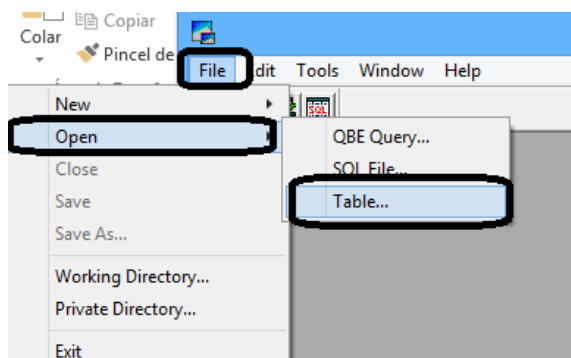 Copiar
Colar
Pincel de
File Edit Tools Window Help
SQL
New
Open
QBE Query...
Close
SQL File...
Save
Table...
Save As...
Working Directory...
Private Directory...
Exit